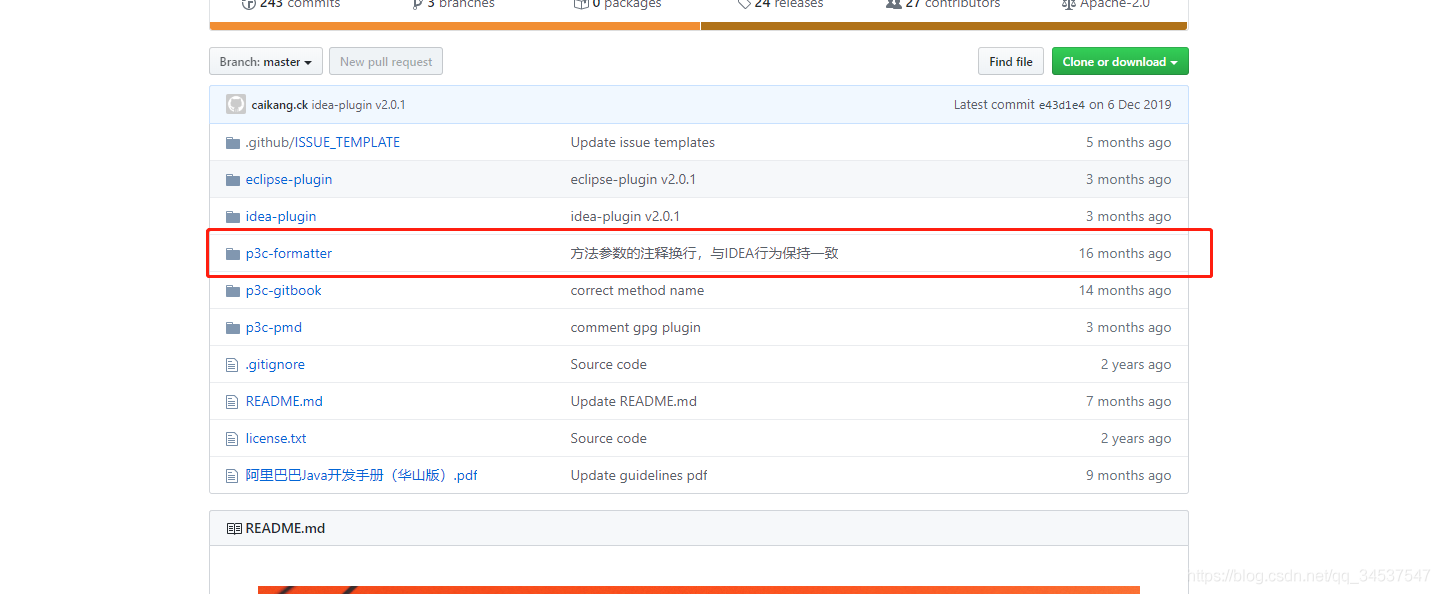 243 commits 3 branches 0 packages 24 releases 27 contributors Apache-2.0
Branch: master New pull request Find file Clone or download
caikang.ck idea-plugin v2.0.1 Latest commit e43d1e4 on 6 Dec 2019
.github/ISSUE_TEMPLATE Update issue templates 5 months ago
eclipse-plugin eclipse-plugin v2.0.1 3 months ago
idea-plugin idea-plugin v2.0.1 3 months ago
p3c-formatter 方法参数的注释换行，与IDEA行为保持一致 16 months ago
p3c-gitbook correct method name 14 months ago
p3c-pmd comment gpg plugin 3 months ago
.gitignore Source code 2 years ago
README.md Update README.md 7 months ago
license.txt Source code 2 years ago
阿里巴巴Java开发手册（华山版）.pdf Update guidelines pdf 9 months ago
README.md
https://blog.csdn.net/qq_34537547